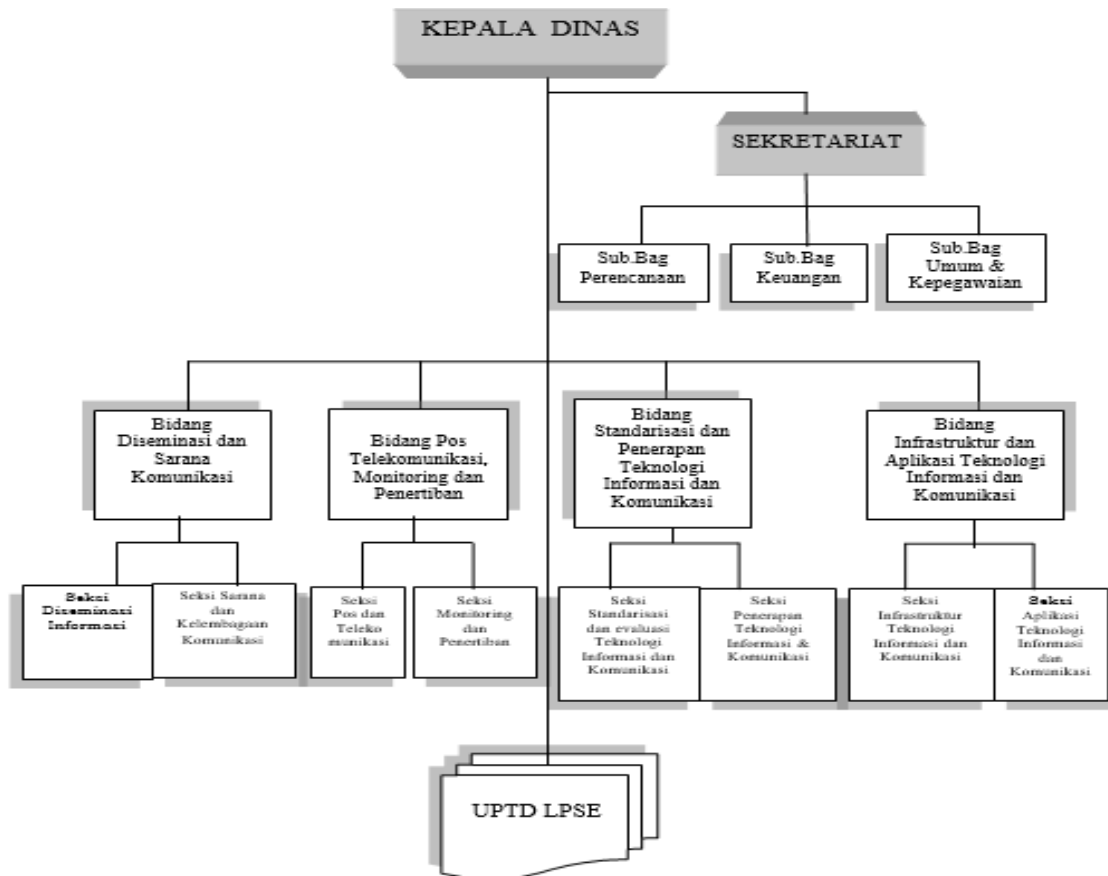 KEPALA DINAS
SEKRETARIAT
Sub.Bag
Perencanaan
Sub.Bag
Keuangan
Sub.Bag
Umum &
Kepegawaian
Bidang
Diseminasi dan
Sarana
Komunikasi
Bidang Pos
Telekomunikasi,
Monitoring dan
Penertiban
Bidang
Standarisasi dan
Penerapan
Teknologi
Informasi dan
Komunikasi
Bidang
Infrastruktur dan
Aplikasi Teknologi
Informasi dan
Komunikasi
Seksi
Diseminasi
Informasi
Seksi Sarana
dan
Kelembagaan
Komunikasi
Seksi
Pos dan
Teleko
munikasi
Seksi
Monitoring
dan
Penertiban
Seksi
Standarisasi
dan evaluasi
Teknologi
Informasi dan
Komunikasi
Seksi
Penerapan
Teknologi
Informasi &
Komunikasi
Seksi
Infrastruktur
Teknologi
Informasi dan
Komunikasi
Seksi
Aplikasi
Teknologi
Informasi
dan
Komunikasi
UPTD LPSE